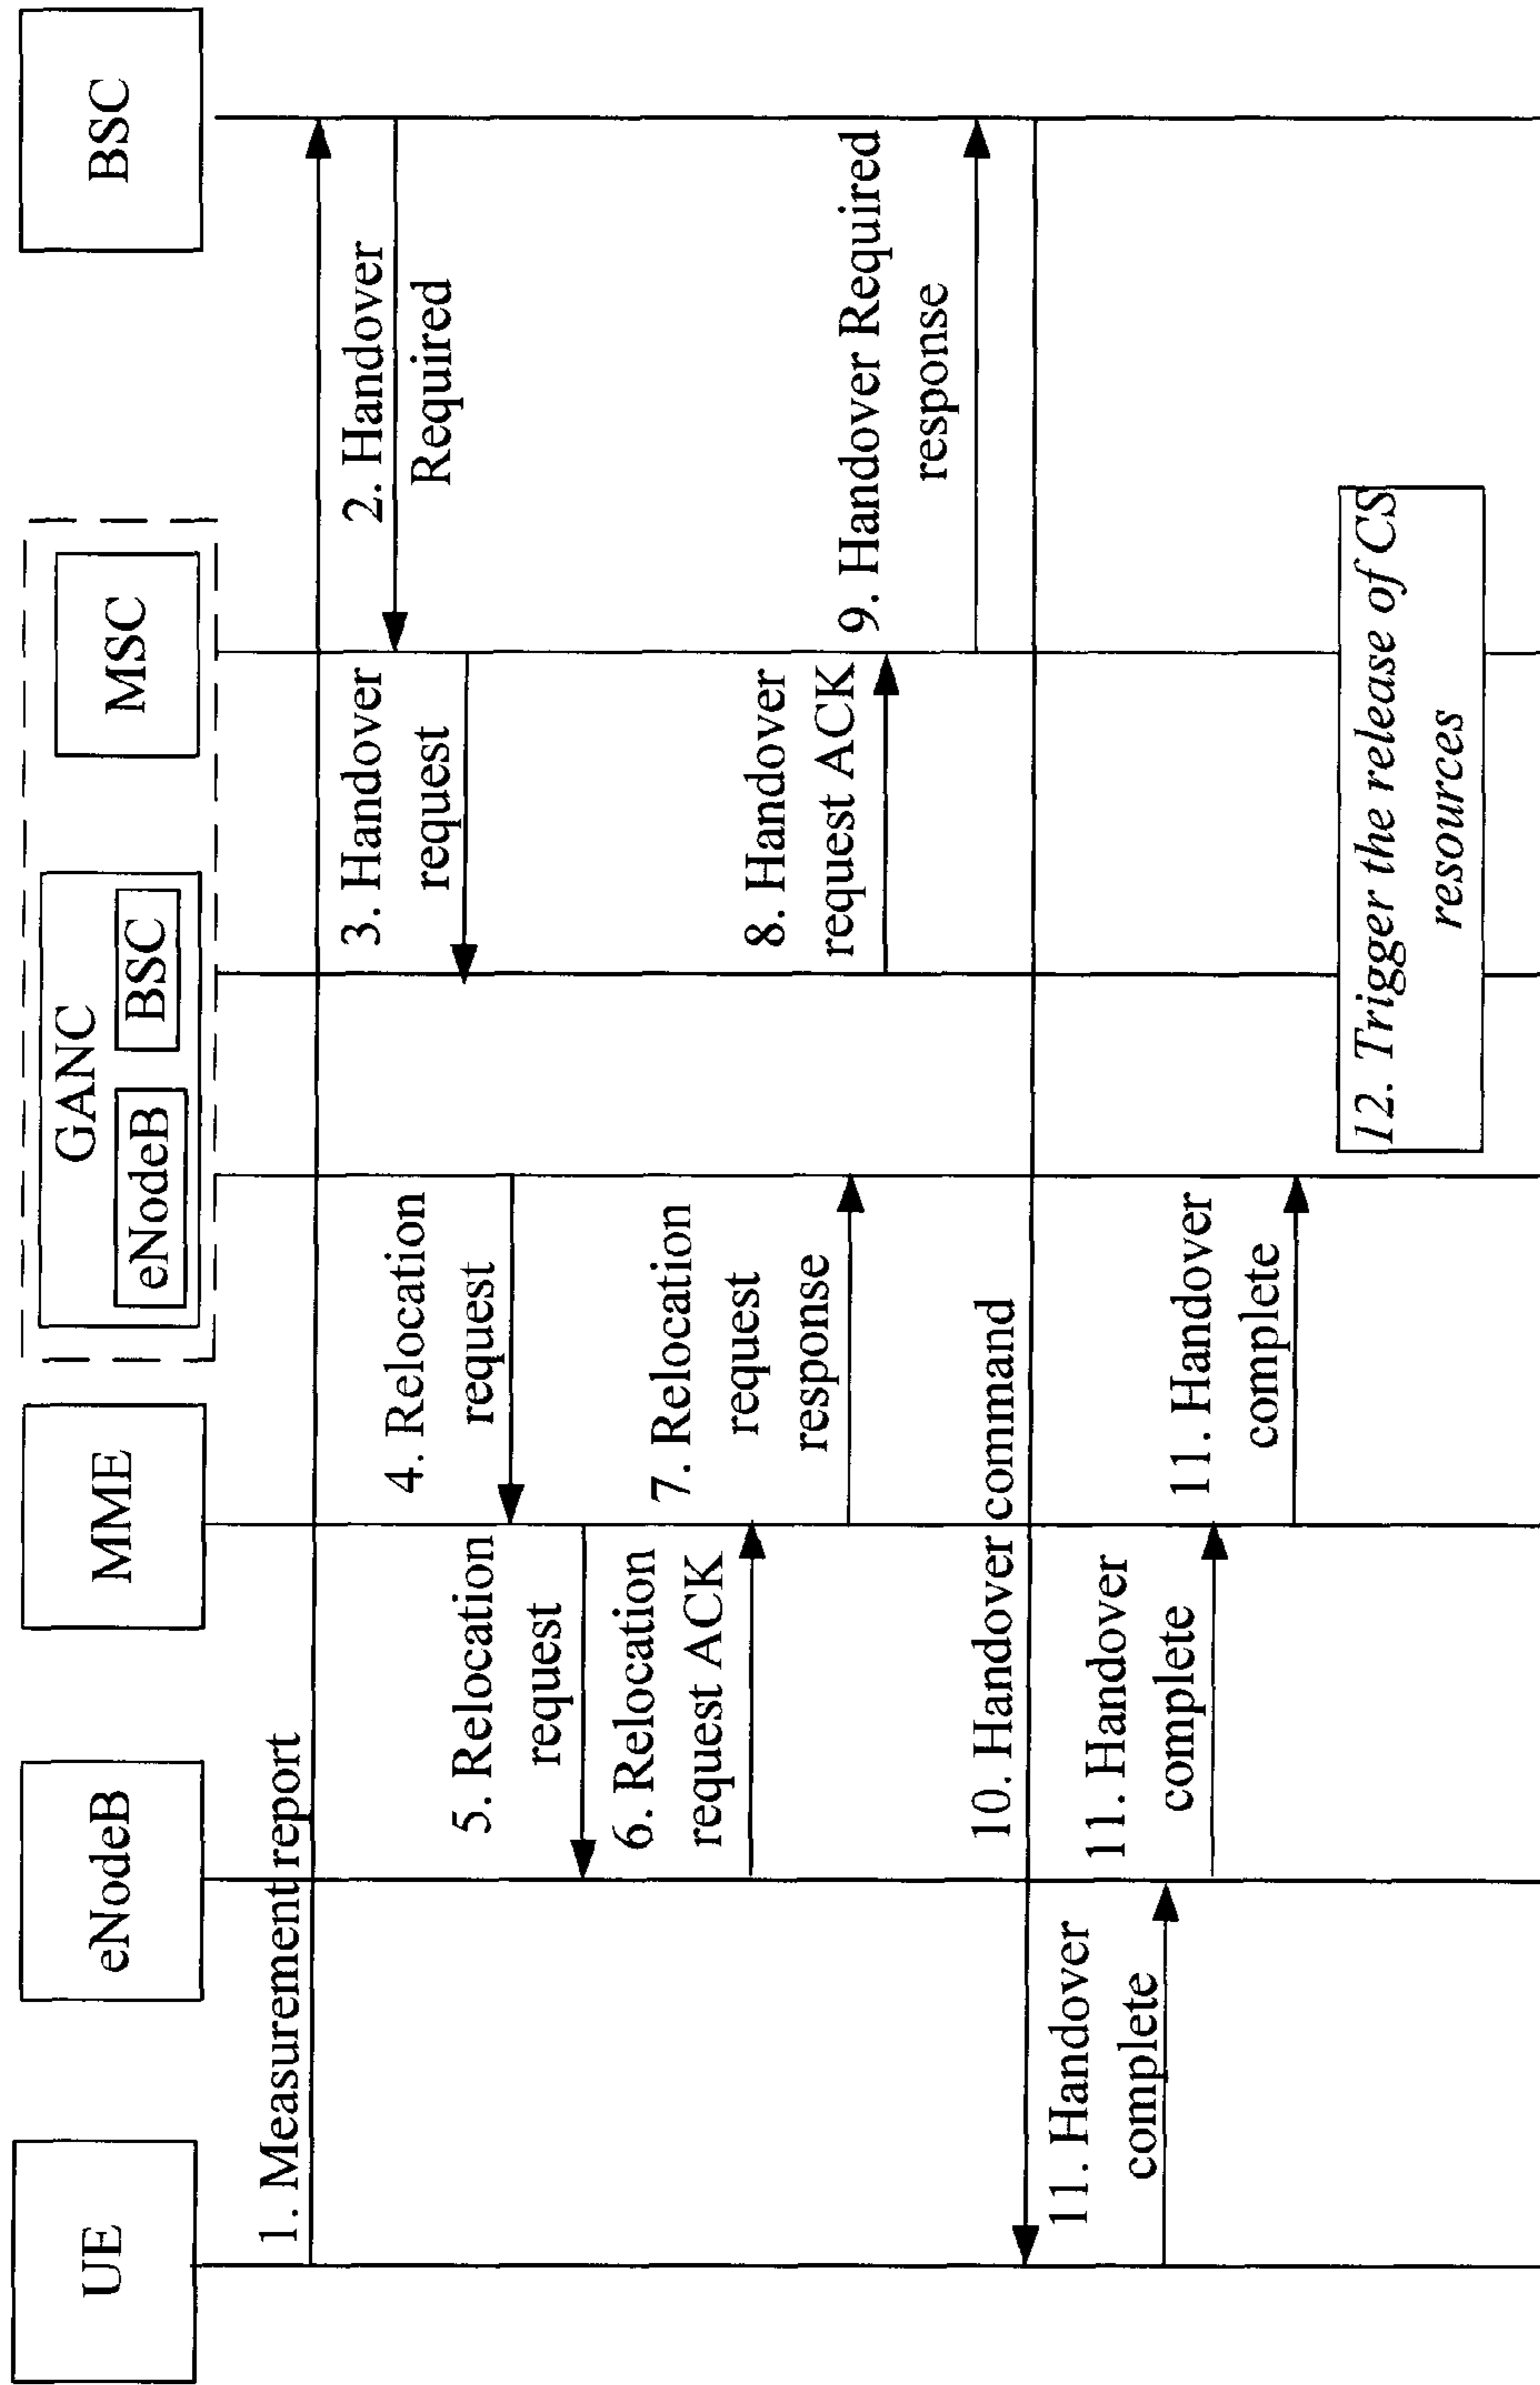 UE
eNodeB
MME
GANC
eNodeB
BSC
MSC
BSC
1. Measurement report
2. Handover
Required
3. Handover
request
4. Relocation
request
5. Relocation
request
6. Relocation
request ACK
7. Relocation
request
response
8. Handover
request ACK
9. Handover Required
response
10. Handover command
11. Handover
complete
11. Handover
complete
11. Handover
complete
12. Trigger the release of CS
resources